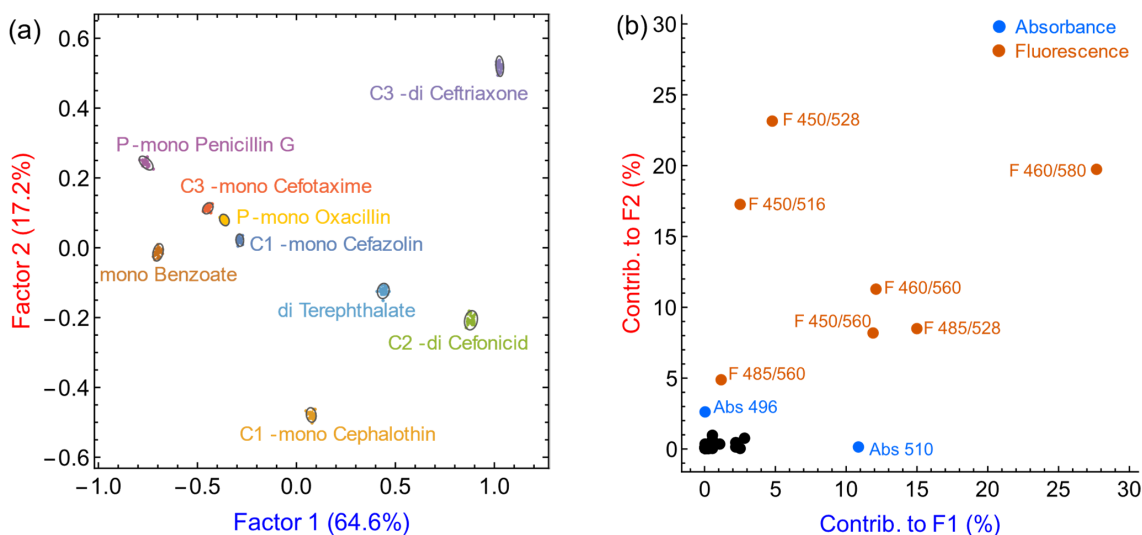 (a)
0.6
0.4
0.2
0.0
−0.2
−0.4
−0.6
Factor 2 (17.2%)
C3 -di Ceftriaxone
P-mono Penicillin G
C3 -mono Cefotaxime
P-mono Oxacillin
C1 -mono Cefazolin
mono Benzoate
di Terephthalate
C2 -di Cefonicid
C1 -mono Cephalothin
−1.0 −0.5 0.0 0.5 1.0
Factor 1 (64.6%)
(b)
30
25
20
15
10
5
0
Contrib. to F2 (%)
Absorbance
Fluorescence
F 450/528
F 460/580
F 450/516
F 460/560
F 450/560
F 485/528
F 485/560
Abs 496
Abs 510
0 5 10 15 20 25 30
Contrib. to F1 (%)